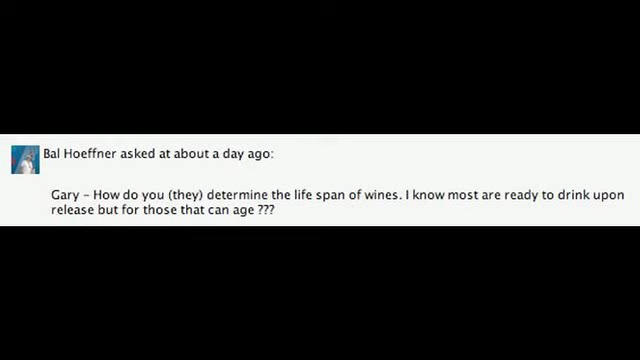 Bal Hoeffner asked at about a day ago:
Gary – How do you (they) determine the life span of wines. I know most are ready to drink upon
release but for those that can age ???